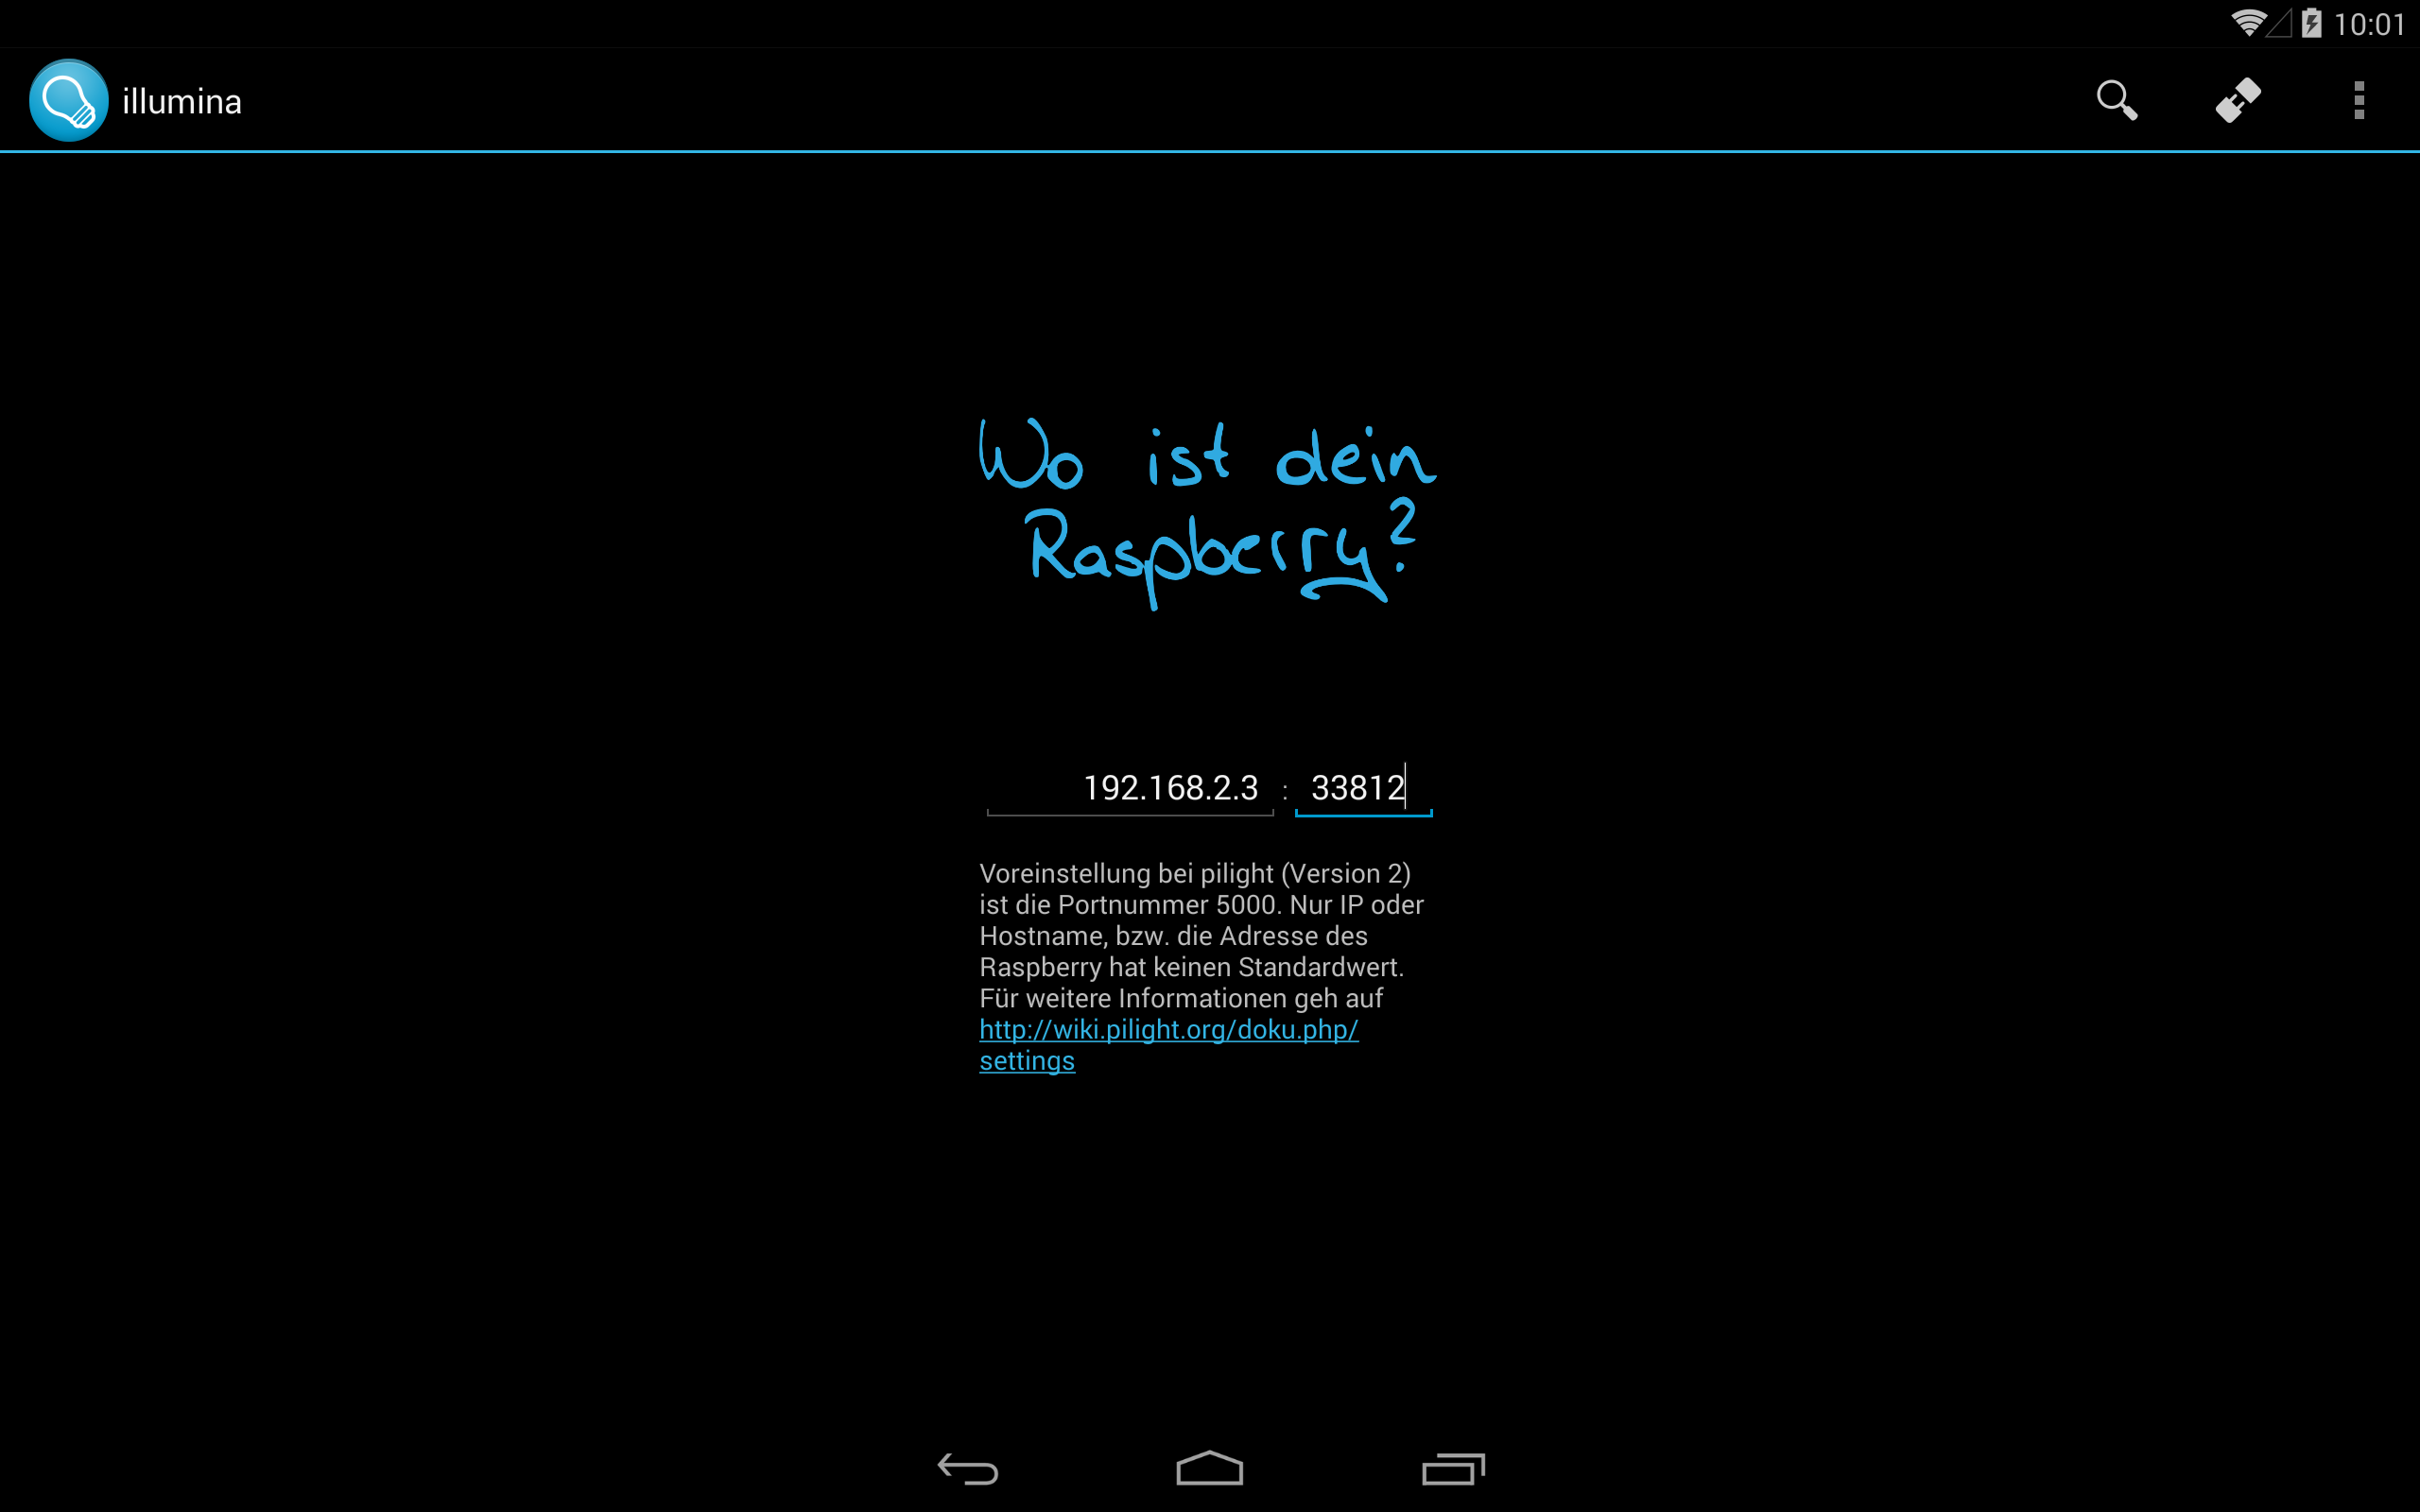 10:01
illumina
Wo ist dein
Raspberry?
192.168.2.3 : 33812
Voreinstellung bei pilight (Version 2)
ist die Portnummer 5000. Nur IP oder
Hostname, bzw. die Adresse des
Raspberry hat keinen Standardwert.
Für weitere Informationen geh auf
http://wiki.pilight.org/doku.php/
settings